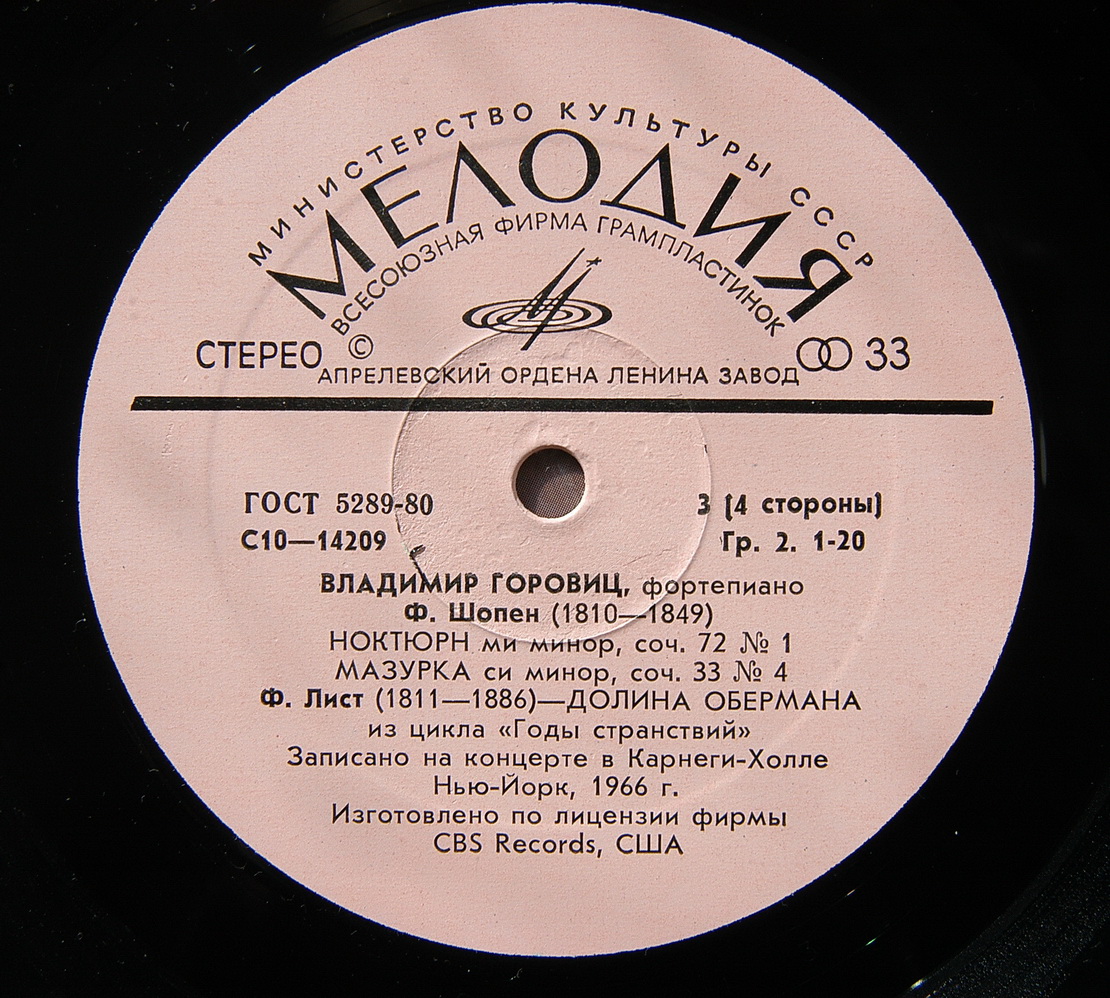 МИНИСТЕРСТВО КУЛЬТУРЫ СССР
МЕЛОДИЯ
ВСЕСОЮЗНАЯ ФИРМА ГРАМПЛАСТИНОК
СТЕРЕО © 33
АПРЕЛЕВСКИЙ ОРДЕНА ЛЕНИНА ЗАВОД
ГОСТ 5289-80 3 (4 стороны)
С10—14209 Гр. 2. 1-20
ВЛАДИМИР ГОРОВИЦ, фортепиано
Ф. Шопен (1810—1849)
НОКТЮРН ми минор, соч. 72 № 1
МАЗУРКА си минор, соч. 33 № 4
Ф. Лист (1811—1886)—ДОЛИНА ОБЕРМАНА
из цикла «Годы странствий»
Записано на концерте в Карнеги-Холле
Нью-Йорк, 1966 г.
Изготовлено по лицензии фирмы
CBS Records, США